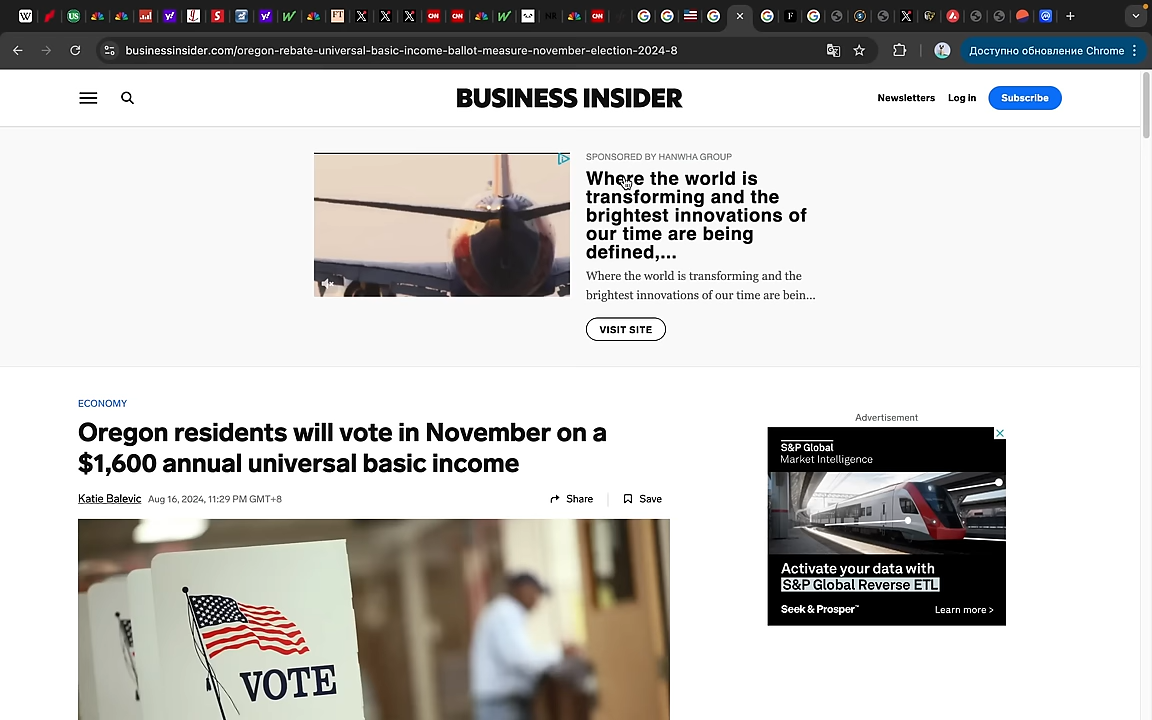 businessinsider.com/oregon-rebate-universal-basic-income-ballot-measure-november-election-2024-8
Доступно обновление Chrome
BUSINESS INSIDER
Newsletters
Log in
Subscribe
SPONSORED BY HANWHA GROUP
Where the world is
transforming and the
brightest innovations of
our time are being
defined,...
Where the world is transforming and the
brightest innovations of our time are bein...
VISIT SITE
ECONOMY
Oregon residents will vote in November on a
$1,600 annual universal basic income
Katie Balevic Aug 16, 2024, 11:29 PM GMT+8
Share
Save
VOTE
Advertisement
S&P Global
Market Intelligence
Activate your data with
S&P Global Reverse ETL
Seek & Prosper™
Learn more >